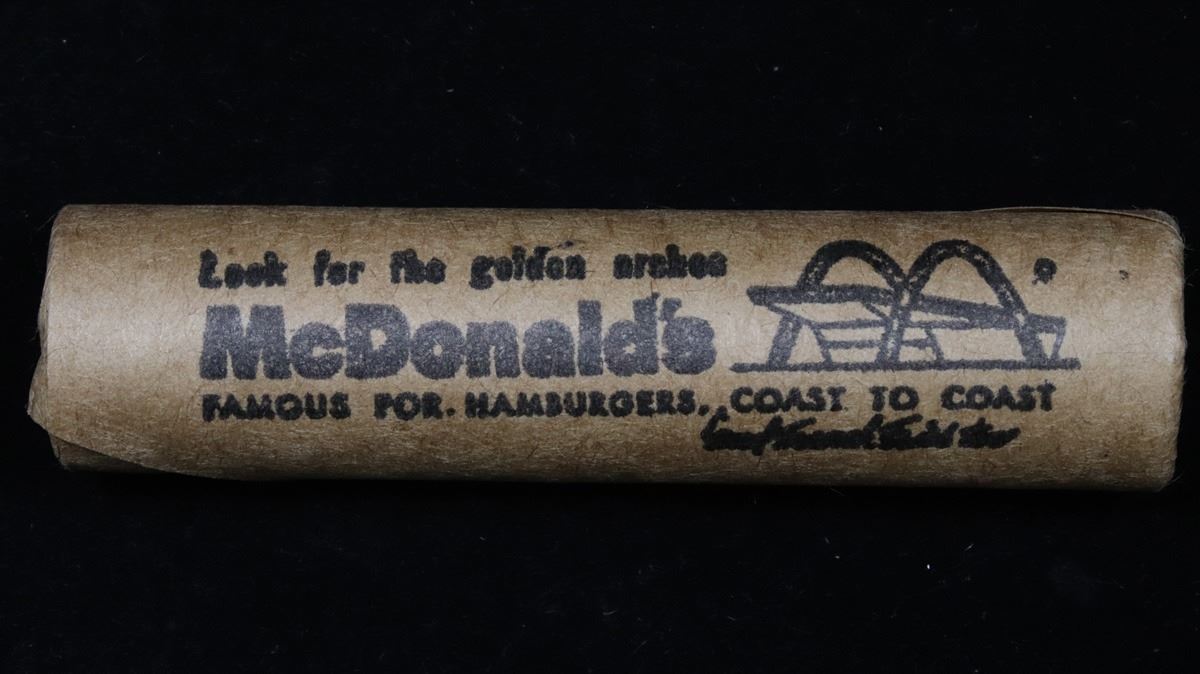 Look for the golden arches
McDonald's
FAMOUS FOR. HAMBURGERS, COAST TO COAST